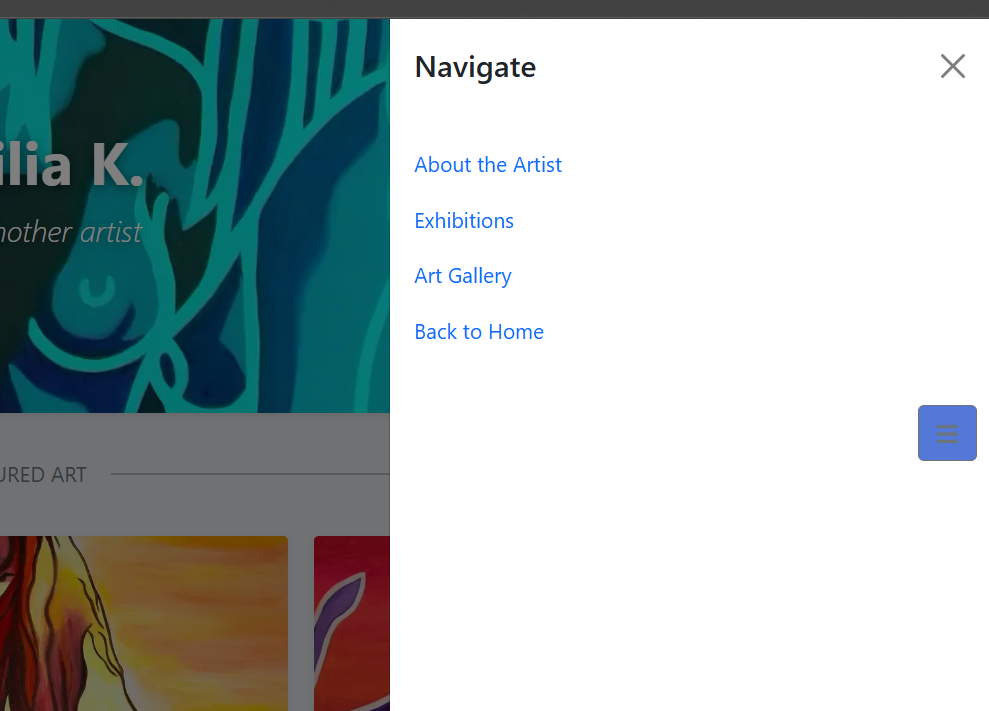 ilia K.
nother artist
URED ART
Navigate
About the Artist
Exhibitions
Art Gallery
Back to Home